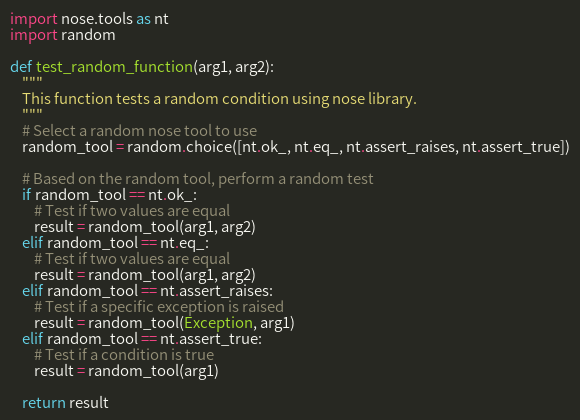 import nose.tools as nt
import random

def test_random_function(arg1, arg2):
    """
    This function tests a random condition using nose library.
    """
    # Select a random nose tool to use
    random_tool = random.choice([nt.ok_, nt.eq_, nt.assert_raises, nt.assert_true])

    # Based on the random tool, perform a random test
    if random_tool == nt.ok_:
        # Test if two values are equal
        result = random_tool(arg1, arg2)
    elif random_tool == nt.eq_:
        # Test if two values are equal
        result = random_tool(arg1, arg2)
    elif random_tool == nt.assert_raises:
        # Test if a specific exception is raised
        result = random_tool(Exception, arg1)
    elif random_tool == nt.assert_true:
        # Test if a condition is true
        result = random_tool(arg1)

    return result